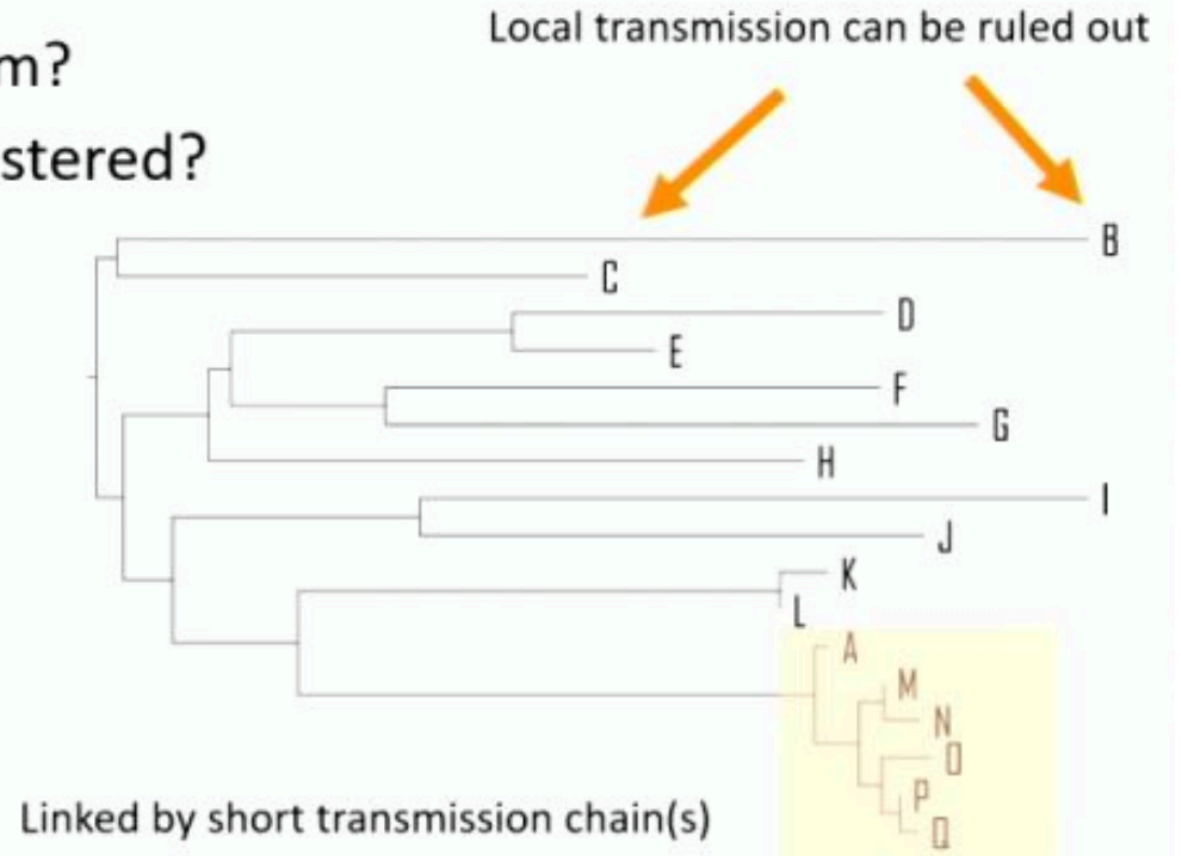 Local transmission can be ruled out
m?
stered?
B
C
D
E
F
G
H
I
J
K
L
A
M
N
O
P
Q
Linked by short transmission chain(s)